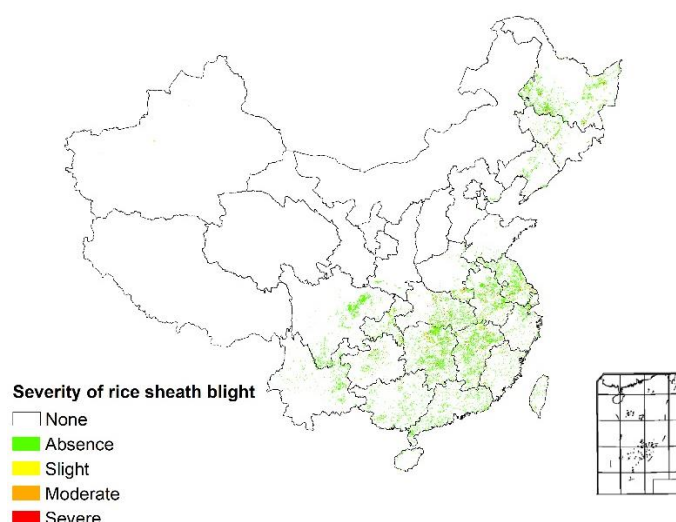 Severity of rice sheath blight
None
Absence
Slight
Moderate
Severe